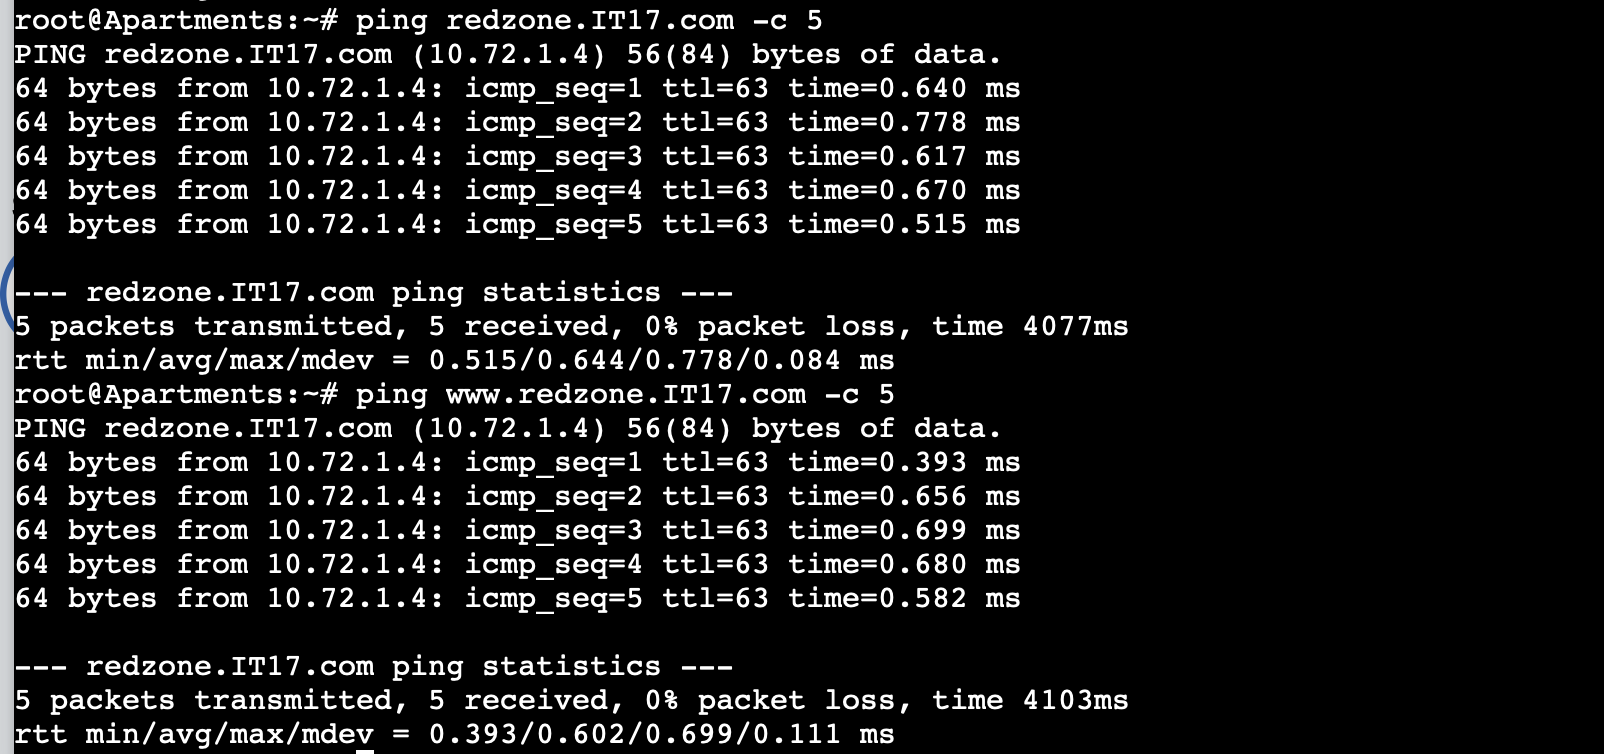 root@Apartments:~# ping redzone.IT17.com -c 5
PING redzone.IT17.com (10.72.1.4) 56(84) bytes of data.
64 bytes from 10.72.1.4: icmp_seq=1 ttl=63 time=0.640 ms
64 bytes from 10.72.1.4: icmp_seq=2 ttl=63 time=0.778 ms
64 bytes from 10.72.1.4: icmp_seq=3 ttl=63 time=0.617 ms
64 bytes from 10.72.1.4: icmp_seq=4 ttl=63 time=0.670 ms
64 bytes from 10.72.1.4: icmp_seq=5 ttl=63 time=0.515 ms

--- redzone.IT17.com ping statistics ---
5 packets transmitted, 5 received, 0% packet loss, time 4077ms
rtt min/avg/max/mdev = 0.515/0.644/0.778/0.084 ms
root@Apartments:~# ping www.redzone.IT17.com -c 5
PING redzone.IT17.com (10.72.1.4) 56(84) bytes of data.
64 bytes from 10.72.1.4: icmp_seq=1 ttl=63 time=0.393 ms
64 bytes from 10.72.1.4: icmp_seq=2 ttl=63 time=0.656 ms
64 bytes from 10.72.1.4: icmp_seq=3 ttl=63 time=0.699 ms
64 bytes from 10.72.1.4: icmp_seq=4 ttl=63 time=0.680 ms
64 bytes from 10.72.1.4: icmp_seq=5 ttl=63 time=0.582 ms

--- redzone.IT17.com ping statistics ---
5 packets transmitted, 5 received, 0% packet loss, time 4103ms
rtt min/avg/max/mdev = 0.393/0.602/0.699/0.111 ms